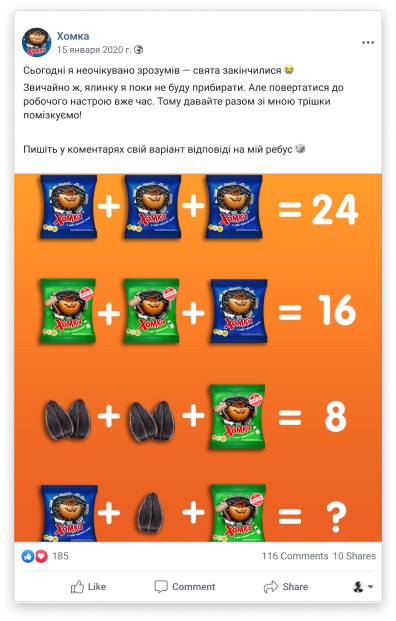 Хомка
15 января 2020 г.
Сьогодні я неочікувано зрозумів — свята закінчилися
Звичайно ж, ялинку я поки не буду прибирати. Але повертатися до
робочого настрою вже час. Тому давайте разом зі мною трішки
помізкуємо!
Пишіть у коментарях свій варіант відповіді на мій ребус
Хомка + Хомка + Хомка = 24
Хомка + Хомка + Хомка = 16
+ + Хомка = 8
Хомка + + Хомка = ?
185 116 Comments 10 Shares
Like Comment Share